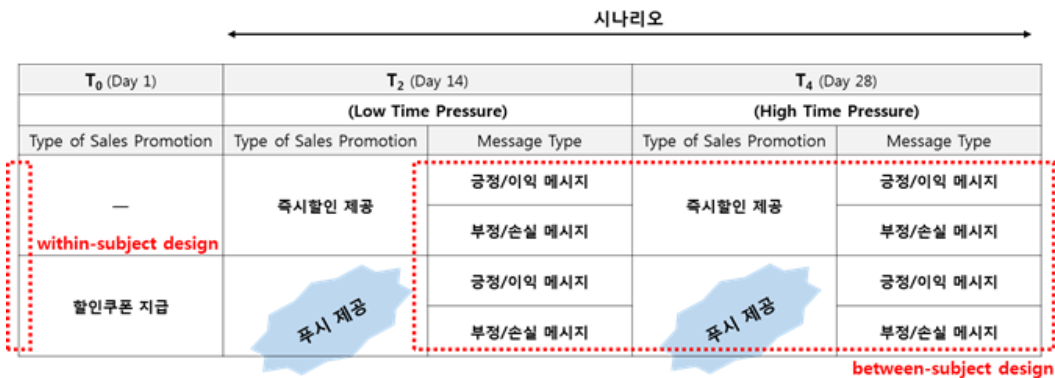 시나리오
T₀ (Day 1) T₂ (Day 14) T₄ (Day 28)
(Low Time Pressure) (High Time Pressure)
Type of Sales Promotion Type of Sales Promotion Message Type Type of Sales Promotion Message Type
— 즉시할인 제공 긍정/이익 메시지 즉시할인 제공 긍정/이익 메시지
부정/손실 메시지 부정/손실 메시지
within-subject design
할인쿠폰 지급 푸시 제공 긍정/이익 메시지 푸시 제공 긍정/이익 메시지
부정/손실 메시지 부정/손실 메시지
between-subject design